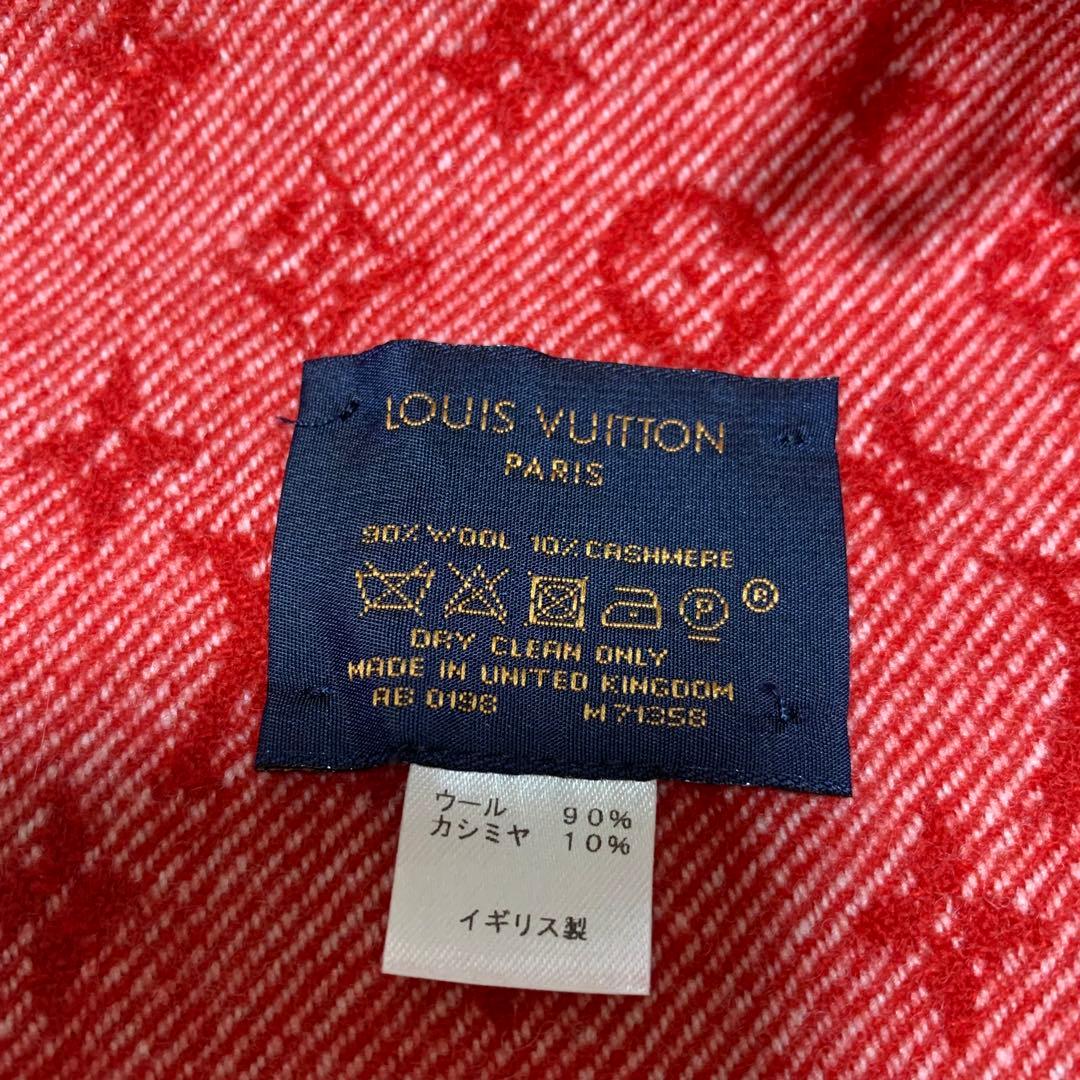 LOUIS VUITTON
PARIS
90% WOOL 10% CASHMERE
P ®
DRY CLEAN ONLY
MADE IN UNITED KINGDOM
AB 0198 M71358
ウール 90%
カシミヤ 10%
イギリス製